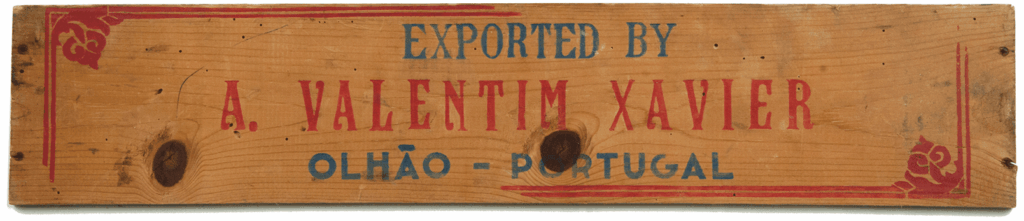 EXPORTED BY
A. VALENTIM XAVIER
OLHÃO - PORTUGAL